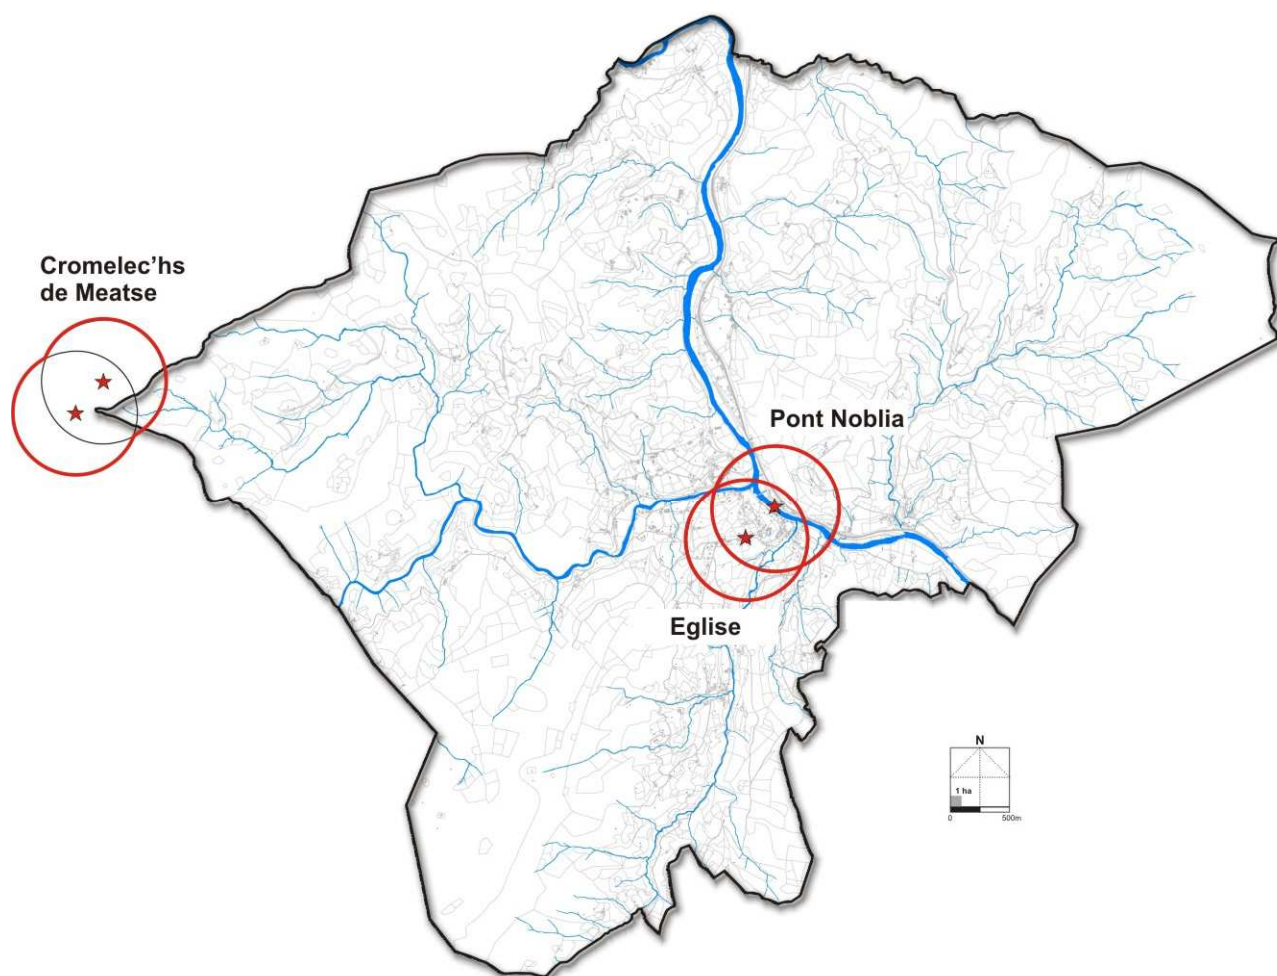 Cromelec'hs
de Meatse
Pont Noblia
Eglise
N
1 ha
0
500m